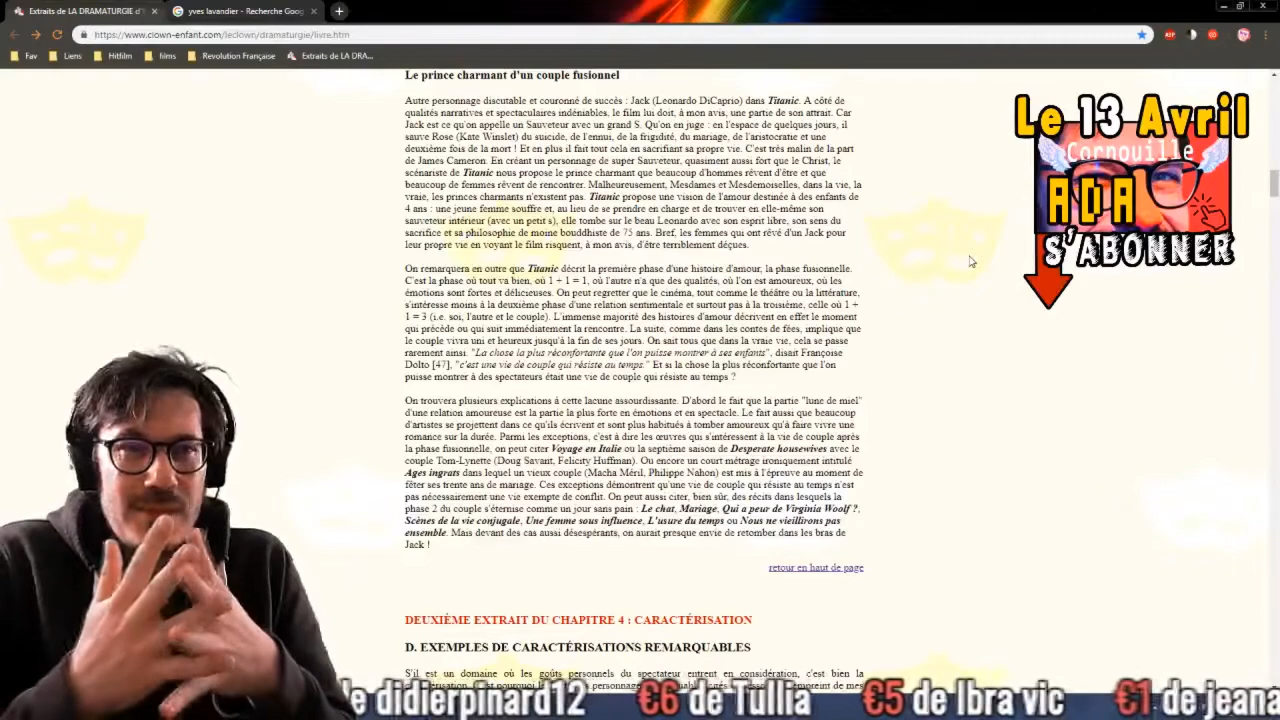 Extraits de LA DRAMATURGIE d'
yves lavandier - Recherche Goog
https://www.clown-enfant.com/leclown/dramaturgie/livre.htm
Fav Liens Hitfilm films Revolution Française Extraits de LA DRA...
Le prince charmant d'un couple fusionnel
Autre personnage discutable et couronné de succès : Jack (Leonardo DiCaprio) dans Titanic. A côté de
qualités narratives et spectaculaires indéniables, le film lui doit, à mon avis, une partie de son attrait. Car
Jack est ce qu'on appelle un Sauveteur avec un grand S. Qu'on en juge : en l'espace de quelques jours, il
sauve Rose (Kate Winslet) du suicide, de l'ennui, de la frigidité, du mariage, de l'aristocratie et une
deuxième fois de la mort ! Et en plus il fait tout cela en sacrifiant sa propre vie. C'est très malin de la part
de James Cameron. En créant un personnage de super Sauveteur, quasiment aussi fort que le Christ, le
scénariste de Titanic nous propose le prince charmant que beaucoup d'hommes rêvent d'être et que
beaucoup de femmes rêvent de rencontrer. Malheureusement, Mesdames et Mesdemoiselles, dans la vie, la
vraie, les princes charmants n'existent pas. Titanic propose une vision de l'amour destinée à des enfants de
4 ans : une jeune femme souffre et, au lieu de se prendre en charge et de trouver en elle-même son
sauveteur intérieur (avec un petit s), elle tombe sur le beau Leonardo avec son esprit libre, son sens du
sacrifice et sa philosophie de moine bouddhiste de 75 ans. Bref, les femmes qui ont rêvé d'un Jack pour
leur propre vie en voyant le film risquent, à mon avis, d'être terriblement déçues.
On remarquera en outre que Titanic décrit la première phase d'une histoire d'amour, la phase fusionnelle.
C'est la phase où tout va bien, où 1 + 1 = 1, où l'autre n'a que des qualités, où l'on est amoureux, où les
émotions sont fortes et délicieuses. On peut regretter que le cinéma, tout comme le théâtre ou la littérature,
s'intéresse moins à la deuxième phase d'une relation sentimentale et surtout pas à la troisième, celle où 1 +
1 = 3 (i.e. soi, l'autre et le couple). L'immense majorité des histoires d'amour décrivent en effet le moment
qui précède ou qui suit immédiatement la rencontre. La suite, comme dans les contes de fées, implique que
le couple vivra uni et heureux jusqu'à la fin de ses jours. On sait tous que dans la vraie vie, cela se passe
rarement ainsi. "La chose la plus réconfortante que l'on puisse montrer à ses enfants", disait Françoise
Dolto [47], "c'est une vie de couple qui résiste au temps." Et si la chose la plus réconfortante que l'on
puisse montrer à des spectateurs était une vie de couple qui résiste au temps ?
On trouvera plusieurs explications à cette lacune assourdissante. D'abord le fait que la partie "lune de miel"
d'une relation amoureuse est la partie la plus forte en émotions et en spectacle. Le fait aussi que beaucoup
d'artistes se projettent dans ce qu'ils écrivent et sont plus habitués à tomber amoureux qu'à faire vivre une
romance sur la durée. Parmi les exceptions, c'est à dire les œuvres qui s'intéressent à la vie de couple après
la phase fusionnelle, on peut citer Voyage en Italie ou la septième saison de Desperate housewives avec le
couple Tom-Lynette (Doug Savant, Felicity Huffman). Ou encore un court métrage ironiquement intitulé
Ages ingrats dans lequel un vieux couple (Macha Méril, Philippe Nahon) est mis à l'épreuve au moment de
fêter ses trente ans de mariage. Ces exceptions démontrent qu'une vie de couple qui résiste au temps n'est
pas nécessairement une vie exempte de conflit. On peut aussi citer, bien sûr, des récits dans lesquels la
phase 2 du couple s'éternise comme un jour sans pain : Le chat, Mariage, Qui a peur de Virginia Woolf ?,
Scènes de la vie conjugale, Une femme sous influence, L'usure du temps ou Nous ne vieillirons pas
ensemble. Mais devant des cas aussi désespérants, on aurait presque envie de retomber dans les bras de
Jack !
retour en haut de page
DEUXIÈME EXTRAIT DU CHAPITRE 4 : CARACTÉRISATION
D. EXEMPLES DE CARACTÉRISATIONS REMARQUABLES
S'il est un domaine où les goûts personnels du spectateur entrent en considération, c'est bien la
Le 13 Avril
Cornouille
ADA
S'ABONNER
le didierpinard12 €6 de Tullia €5 de Ibra vic €1 de jeana